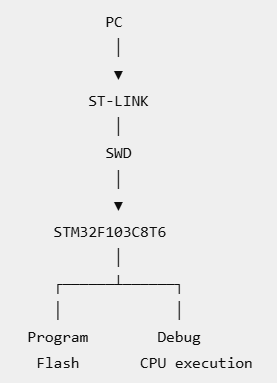 PC
ST-LINK
SWD
STM32F103C8T6
Program Debug
Flash CPU execution